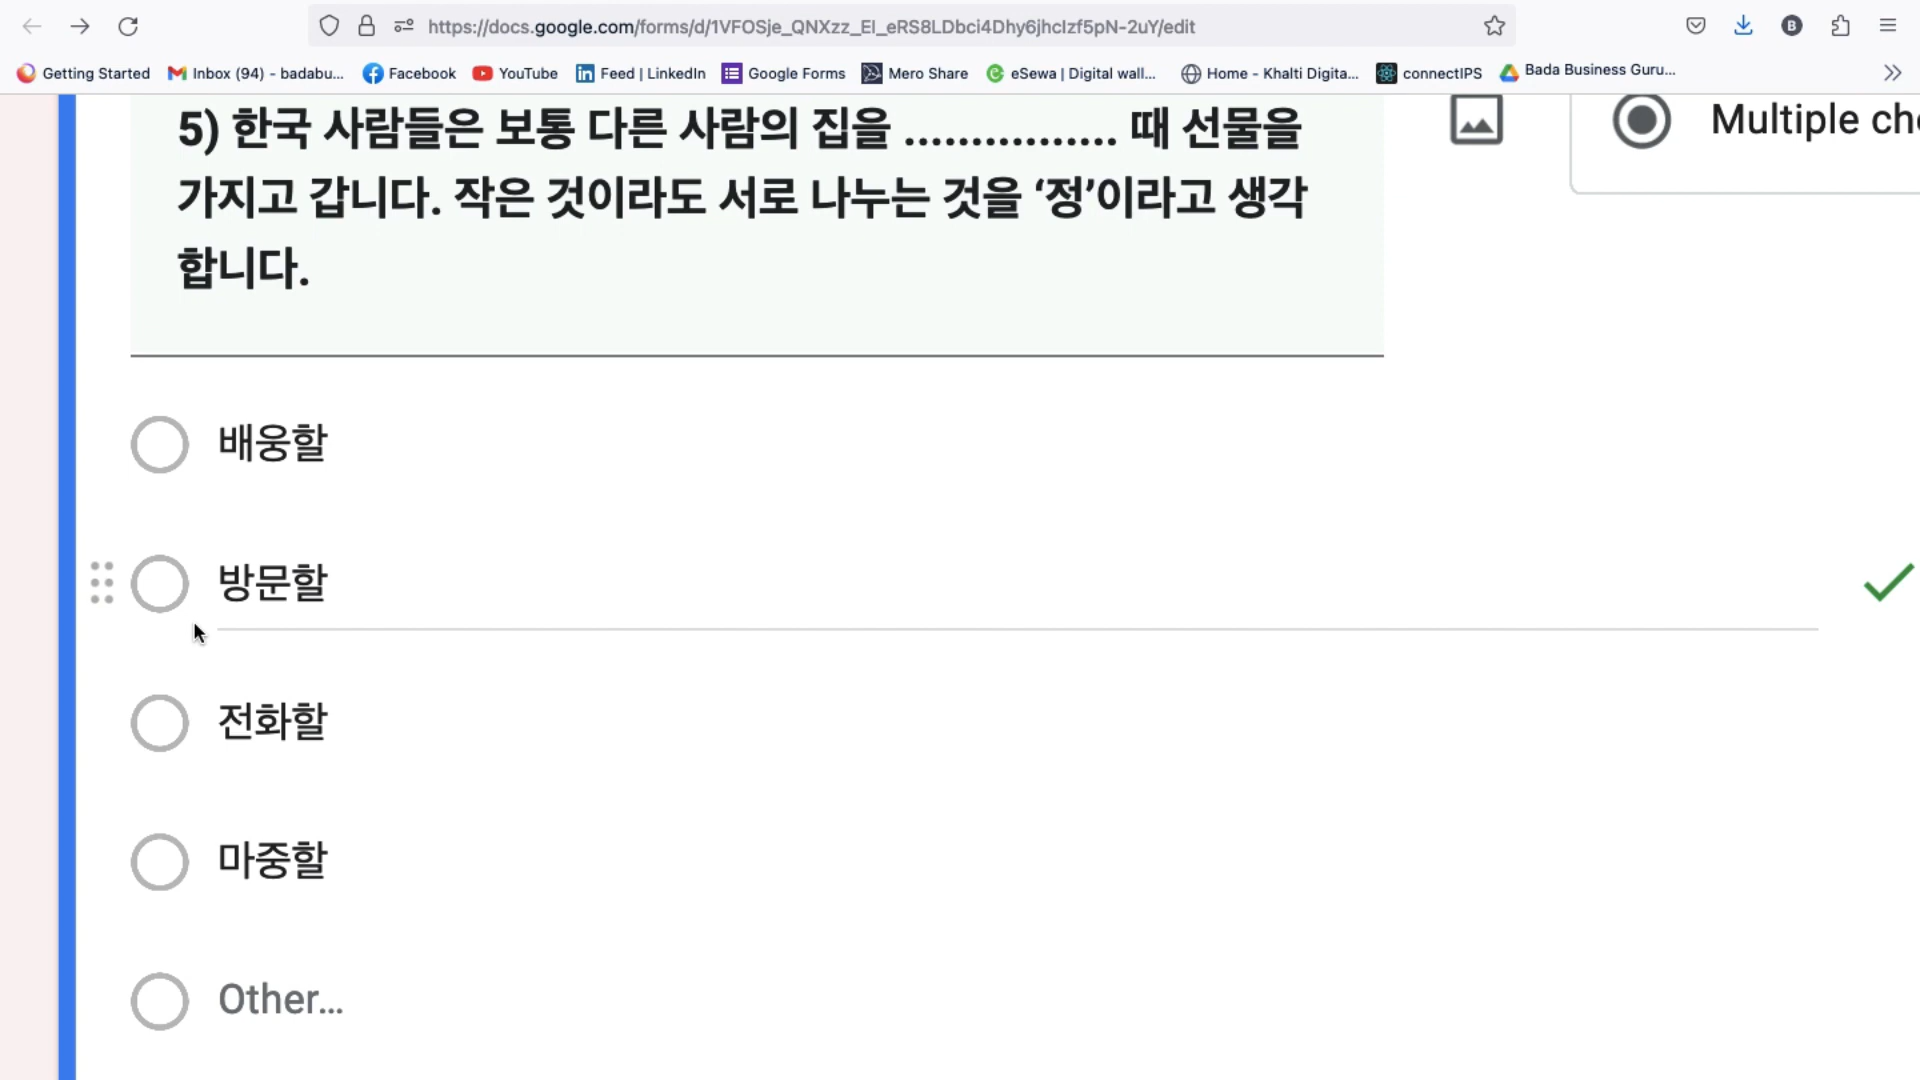 https://docs.google.com/forms/d/1VFOSje_QNXzz_El_eRS8LDbci4Dhy6jhcIzf5pN-2uY/edit
B
Getting Started
Inbox (94) - badabu...
Facebook
YouTube
Feed | LinkedIn
Google Forms
Mero Share
eSewa | Digital wall...
Home - Khalti Digita...
connectIPS
Bada Business Guru...
5) 한국 사람들은 보통 다른 사람의 집을 ................ 때 선물을
가지고 갑니다. 작은 것이라도 서로 나누는 것을 ‘정’이라고 생각
합니다.
Multiple ch
배웅할
방문할
전화할
마중할
Other...